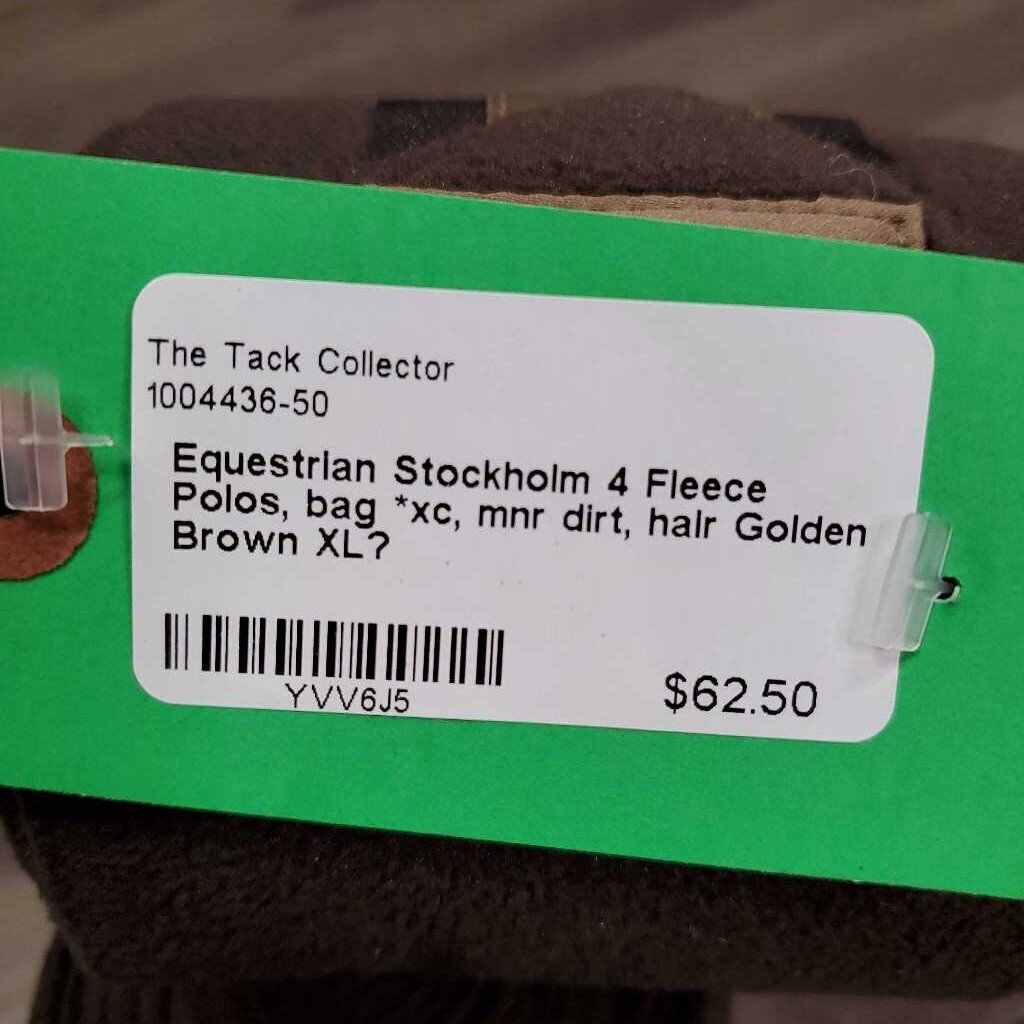 The Tack Collector
1004436-50
Equestrian Stockholm 4 Fleece
Polos, bag *xc, mnr dirt, hair Golden
Brown XL?
YVV6J5
$62.50